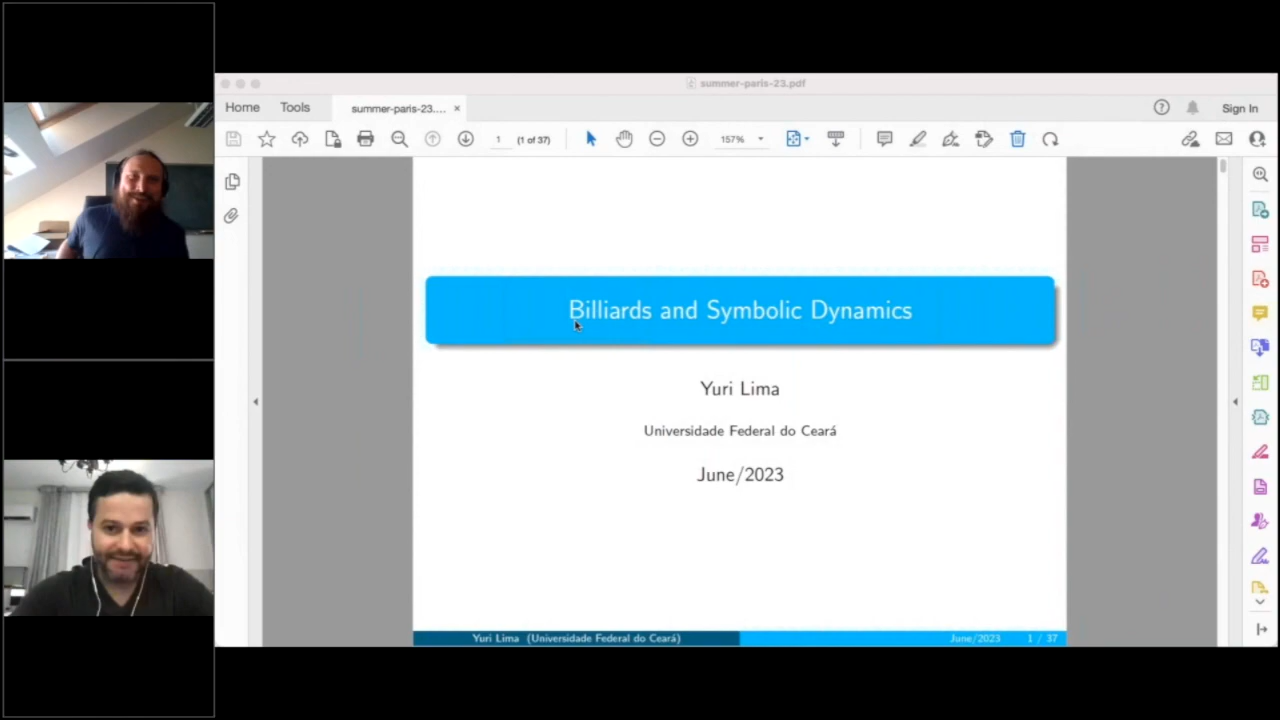 summer-paris-23.pdf
Home Tools summer-paris-23.... × Sign In
1 (1 of 37) 157%
Billiards and Symbolic Dynamics
Yuri Lima
Universidade Federal do Ceará
June/2023
Yuri Lima (Universidade Federal do Ceará) June/2023 1 / 37